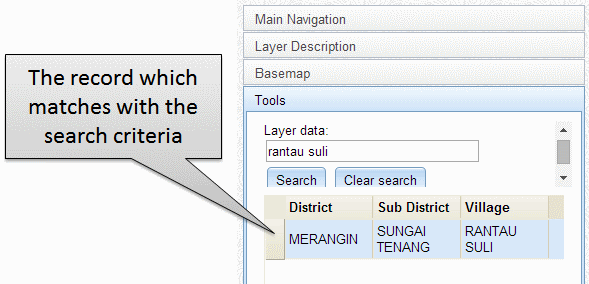 Main Navigation
Layer Description
Basemap
Tools
The record which
matches with the
search criteria
Layer data:
rantau suli
Search Clear search
District Sub District Village
MERANGIN SUNGAI TENANG RANTAU SULI